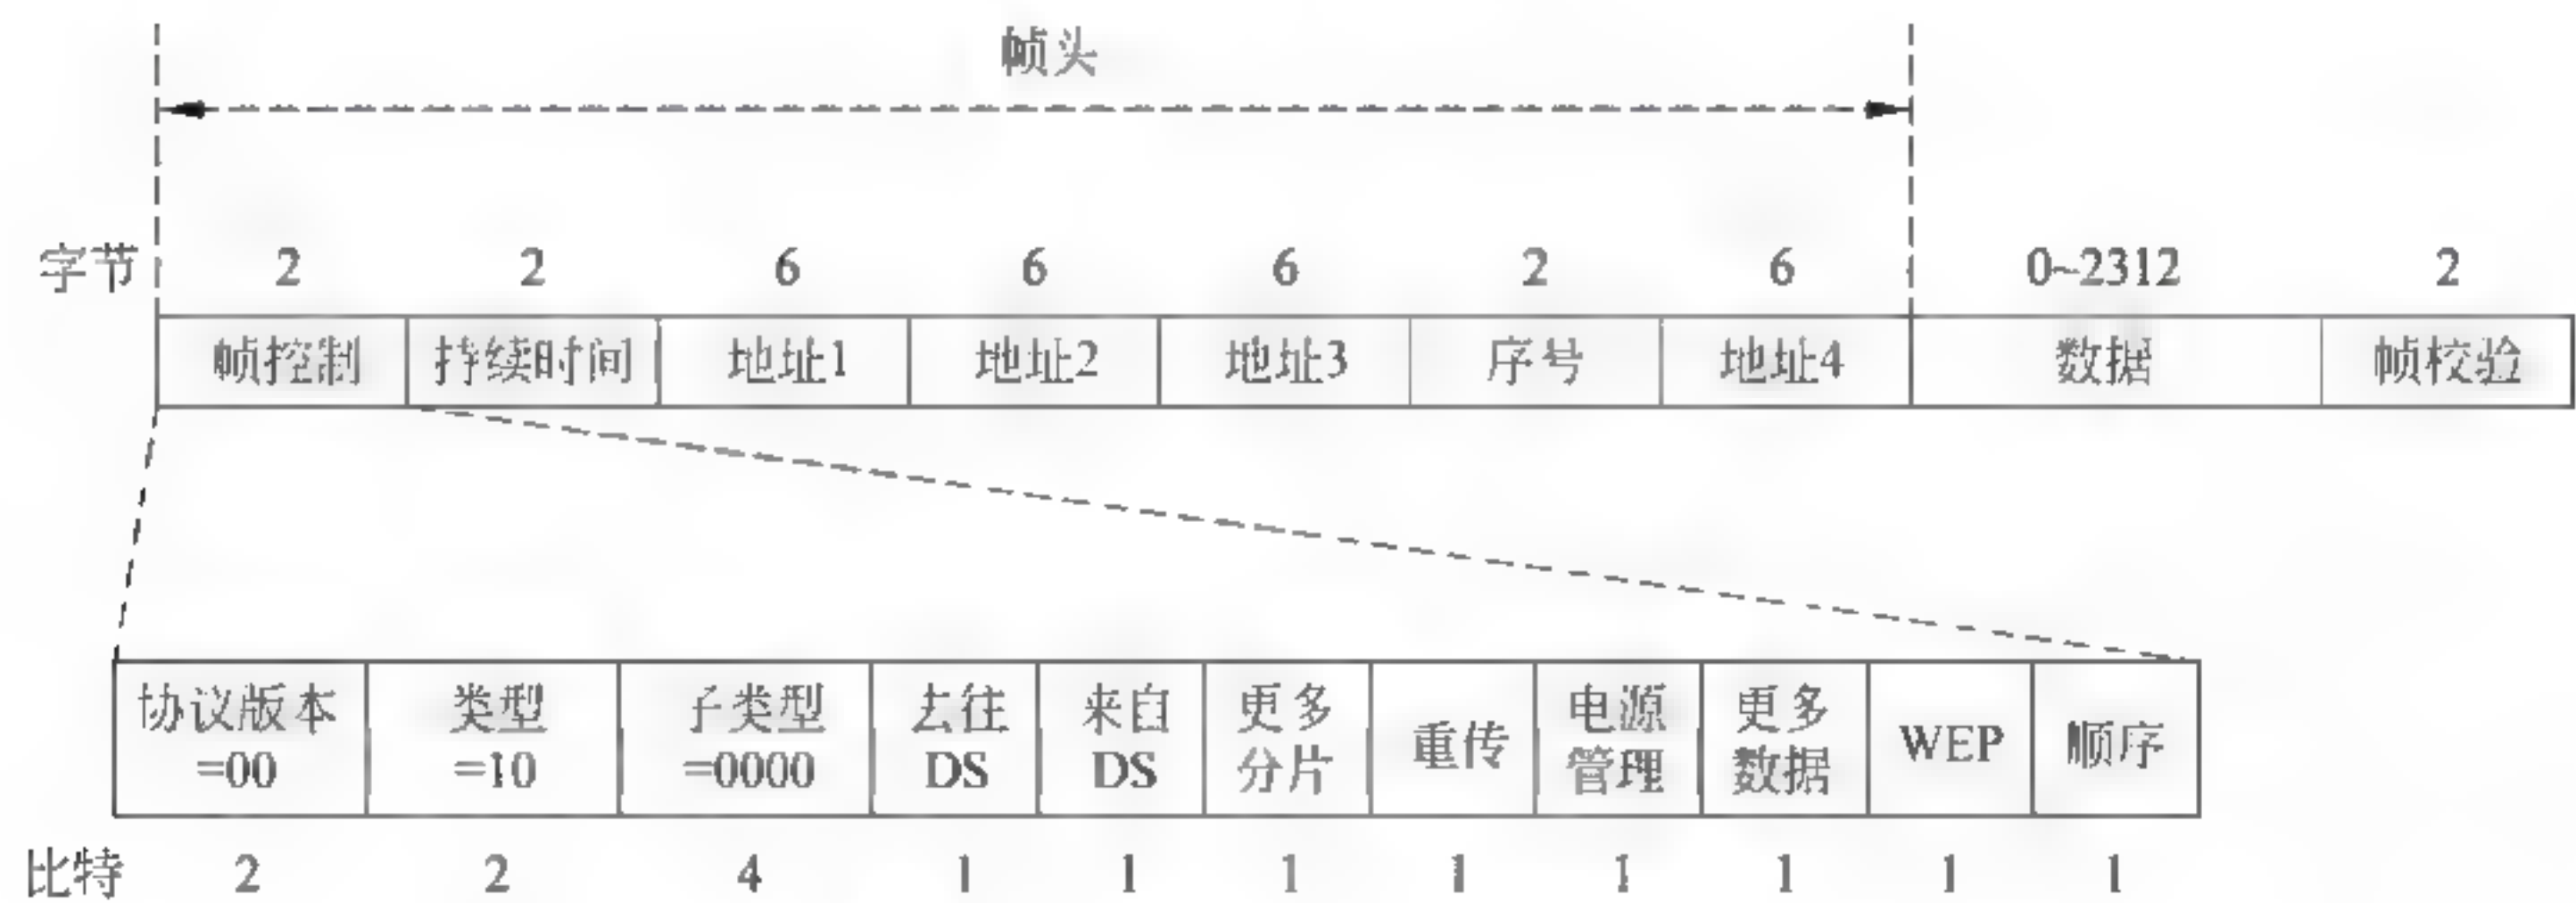 帧头
字节 2 2 6 6 6 2 6 0~2312 2
帧控制 持续时间 地址1 地址2 地址3 序号 地址4 数据 帧校验
协议版本 类型 子类型 去往 来自 更多 重传 电源 更多 WEP 顺序
=00 =10 =0000 DS DS 分片 管理 数据
比特 2 2 4 1 1 1 1 1 1 1 1